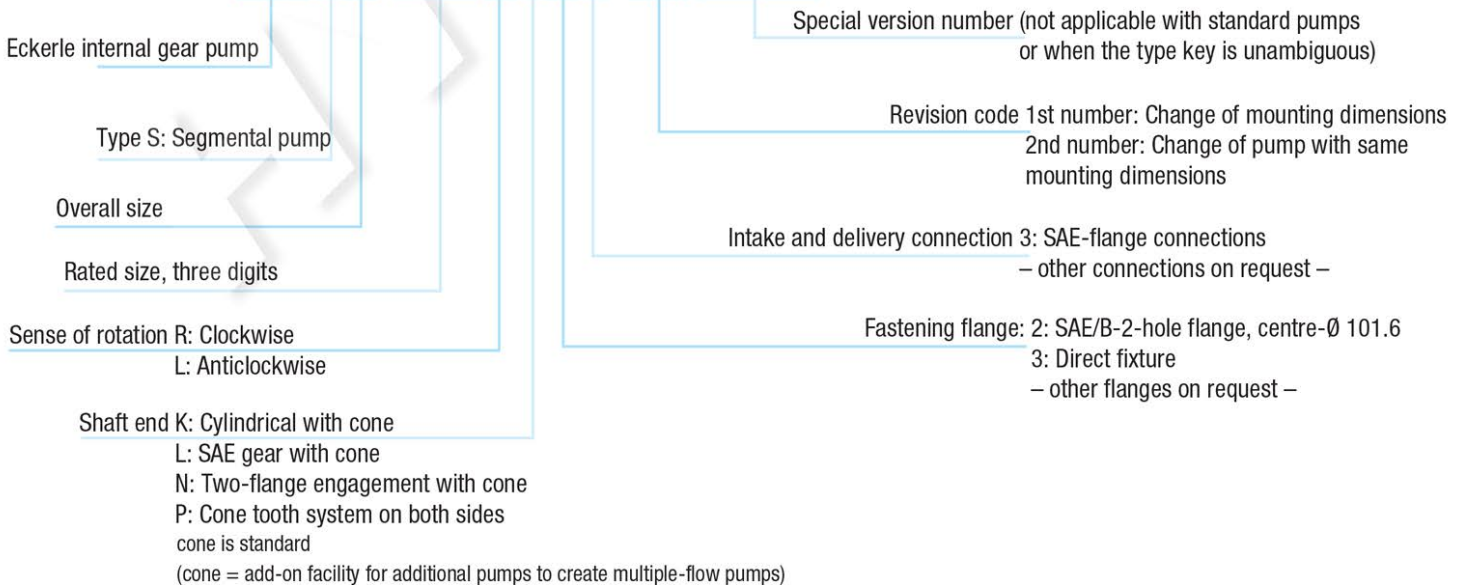 Eckerle internal gear pump
Type S: Segmental pump
Overall size
Rated size, three digits
Sense of rotation R: Clockwise
L: Anticlockwise
Shaft end K: Cylindrical with cone
L: SAE gear with cone
N: Two-flange engagement with cone
P: Cone tooth system on both sides
cone is standard
(cone = add-on facility for additional pumps to create multiple-flow pumps)
Special version number (not applicable with standard pumps
or when the type key is unambiguous)
Revision code 1st number: Change of mounting dimensions
2nd number: Change of pump with same
mounting dimensions
Intake and delivery connection 3: SAE-flange connections
– other connections on request –
Fastening flange: 2: SAE/B-2-hole flange, centre-Ø 101.6
3: Direct fixture
– other flanges on request –